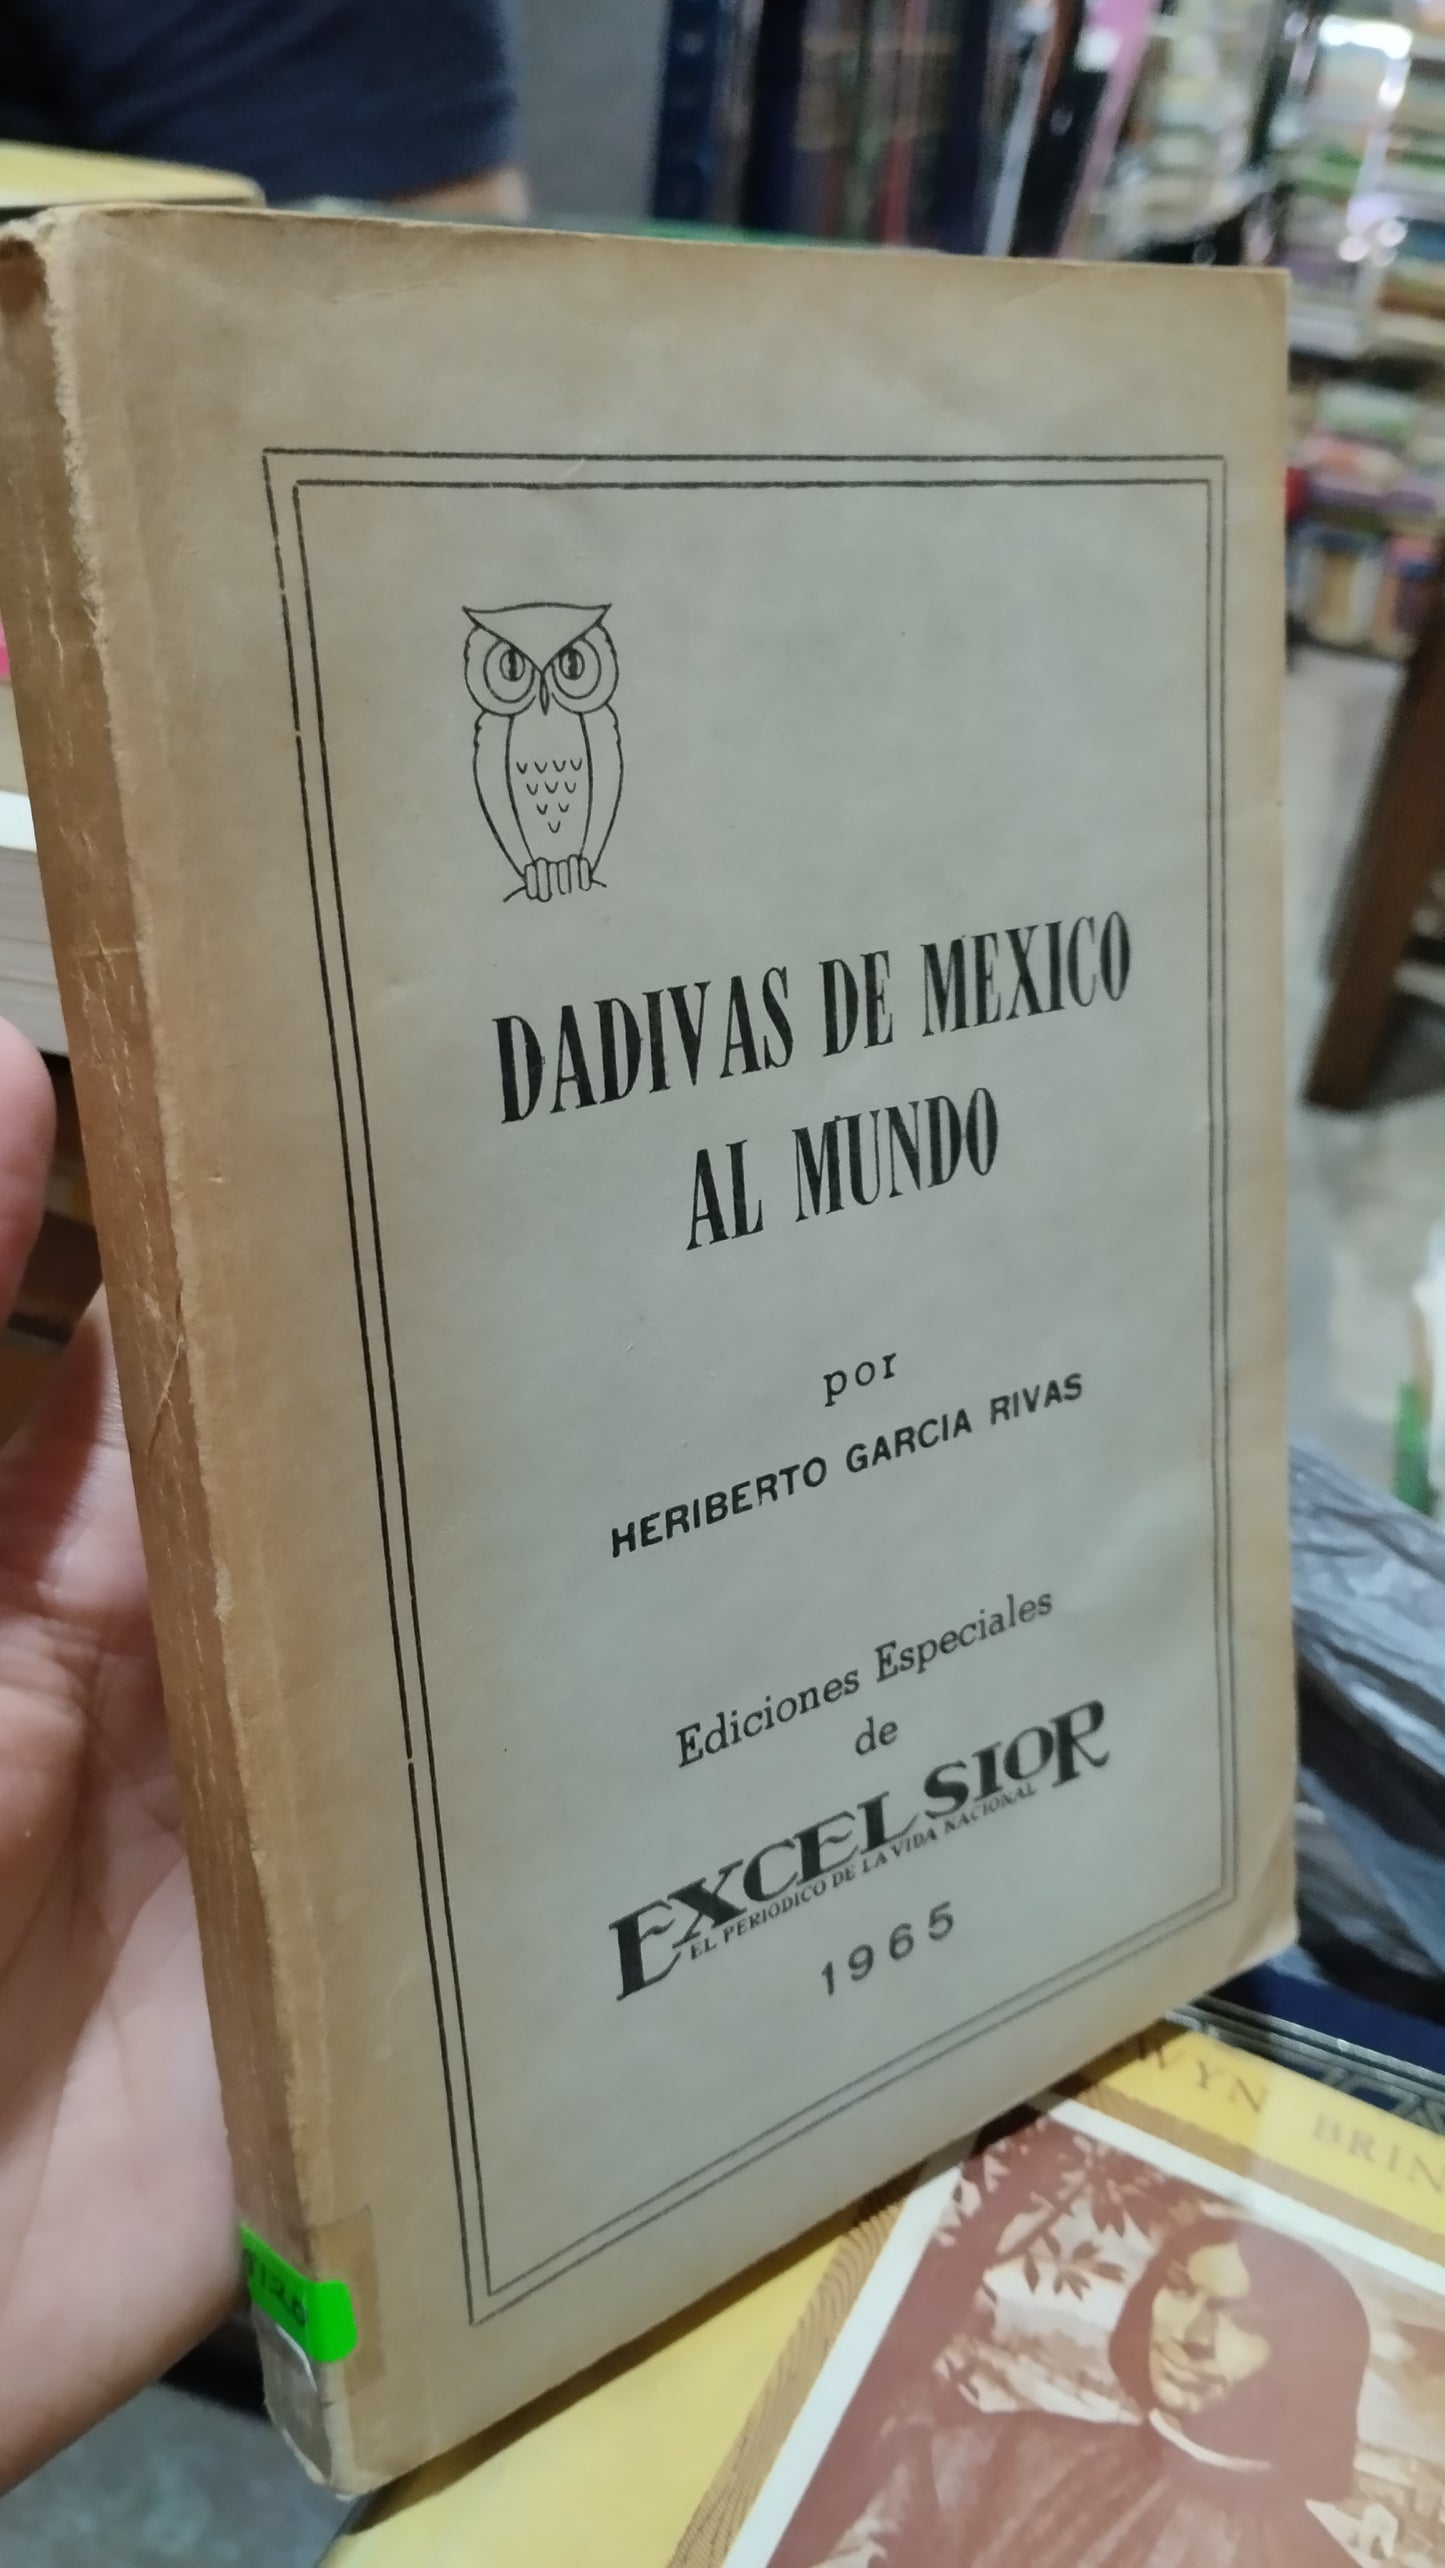 DADIVAS DE MEXICO
AL MUNDO
por
HERIBERTO GARCIA RIVAS
Ediciones Especiales
de
EXCELSIOR
EL PERIODICO DE LA VIDA NACIONAL
1965
BRIN